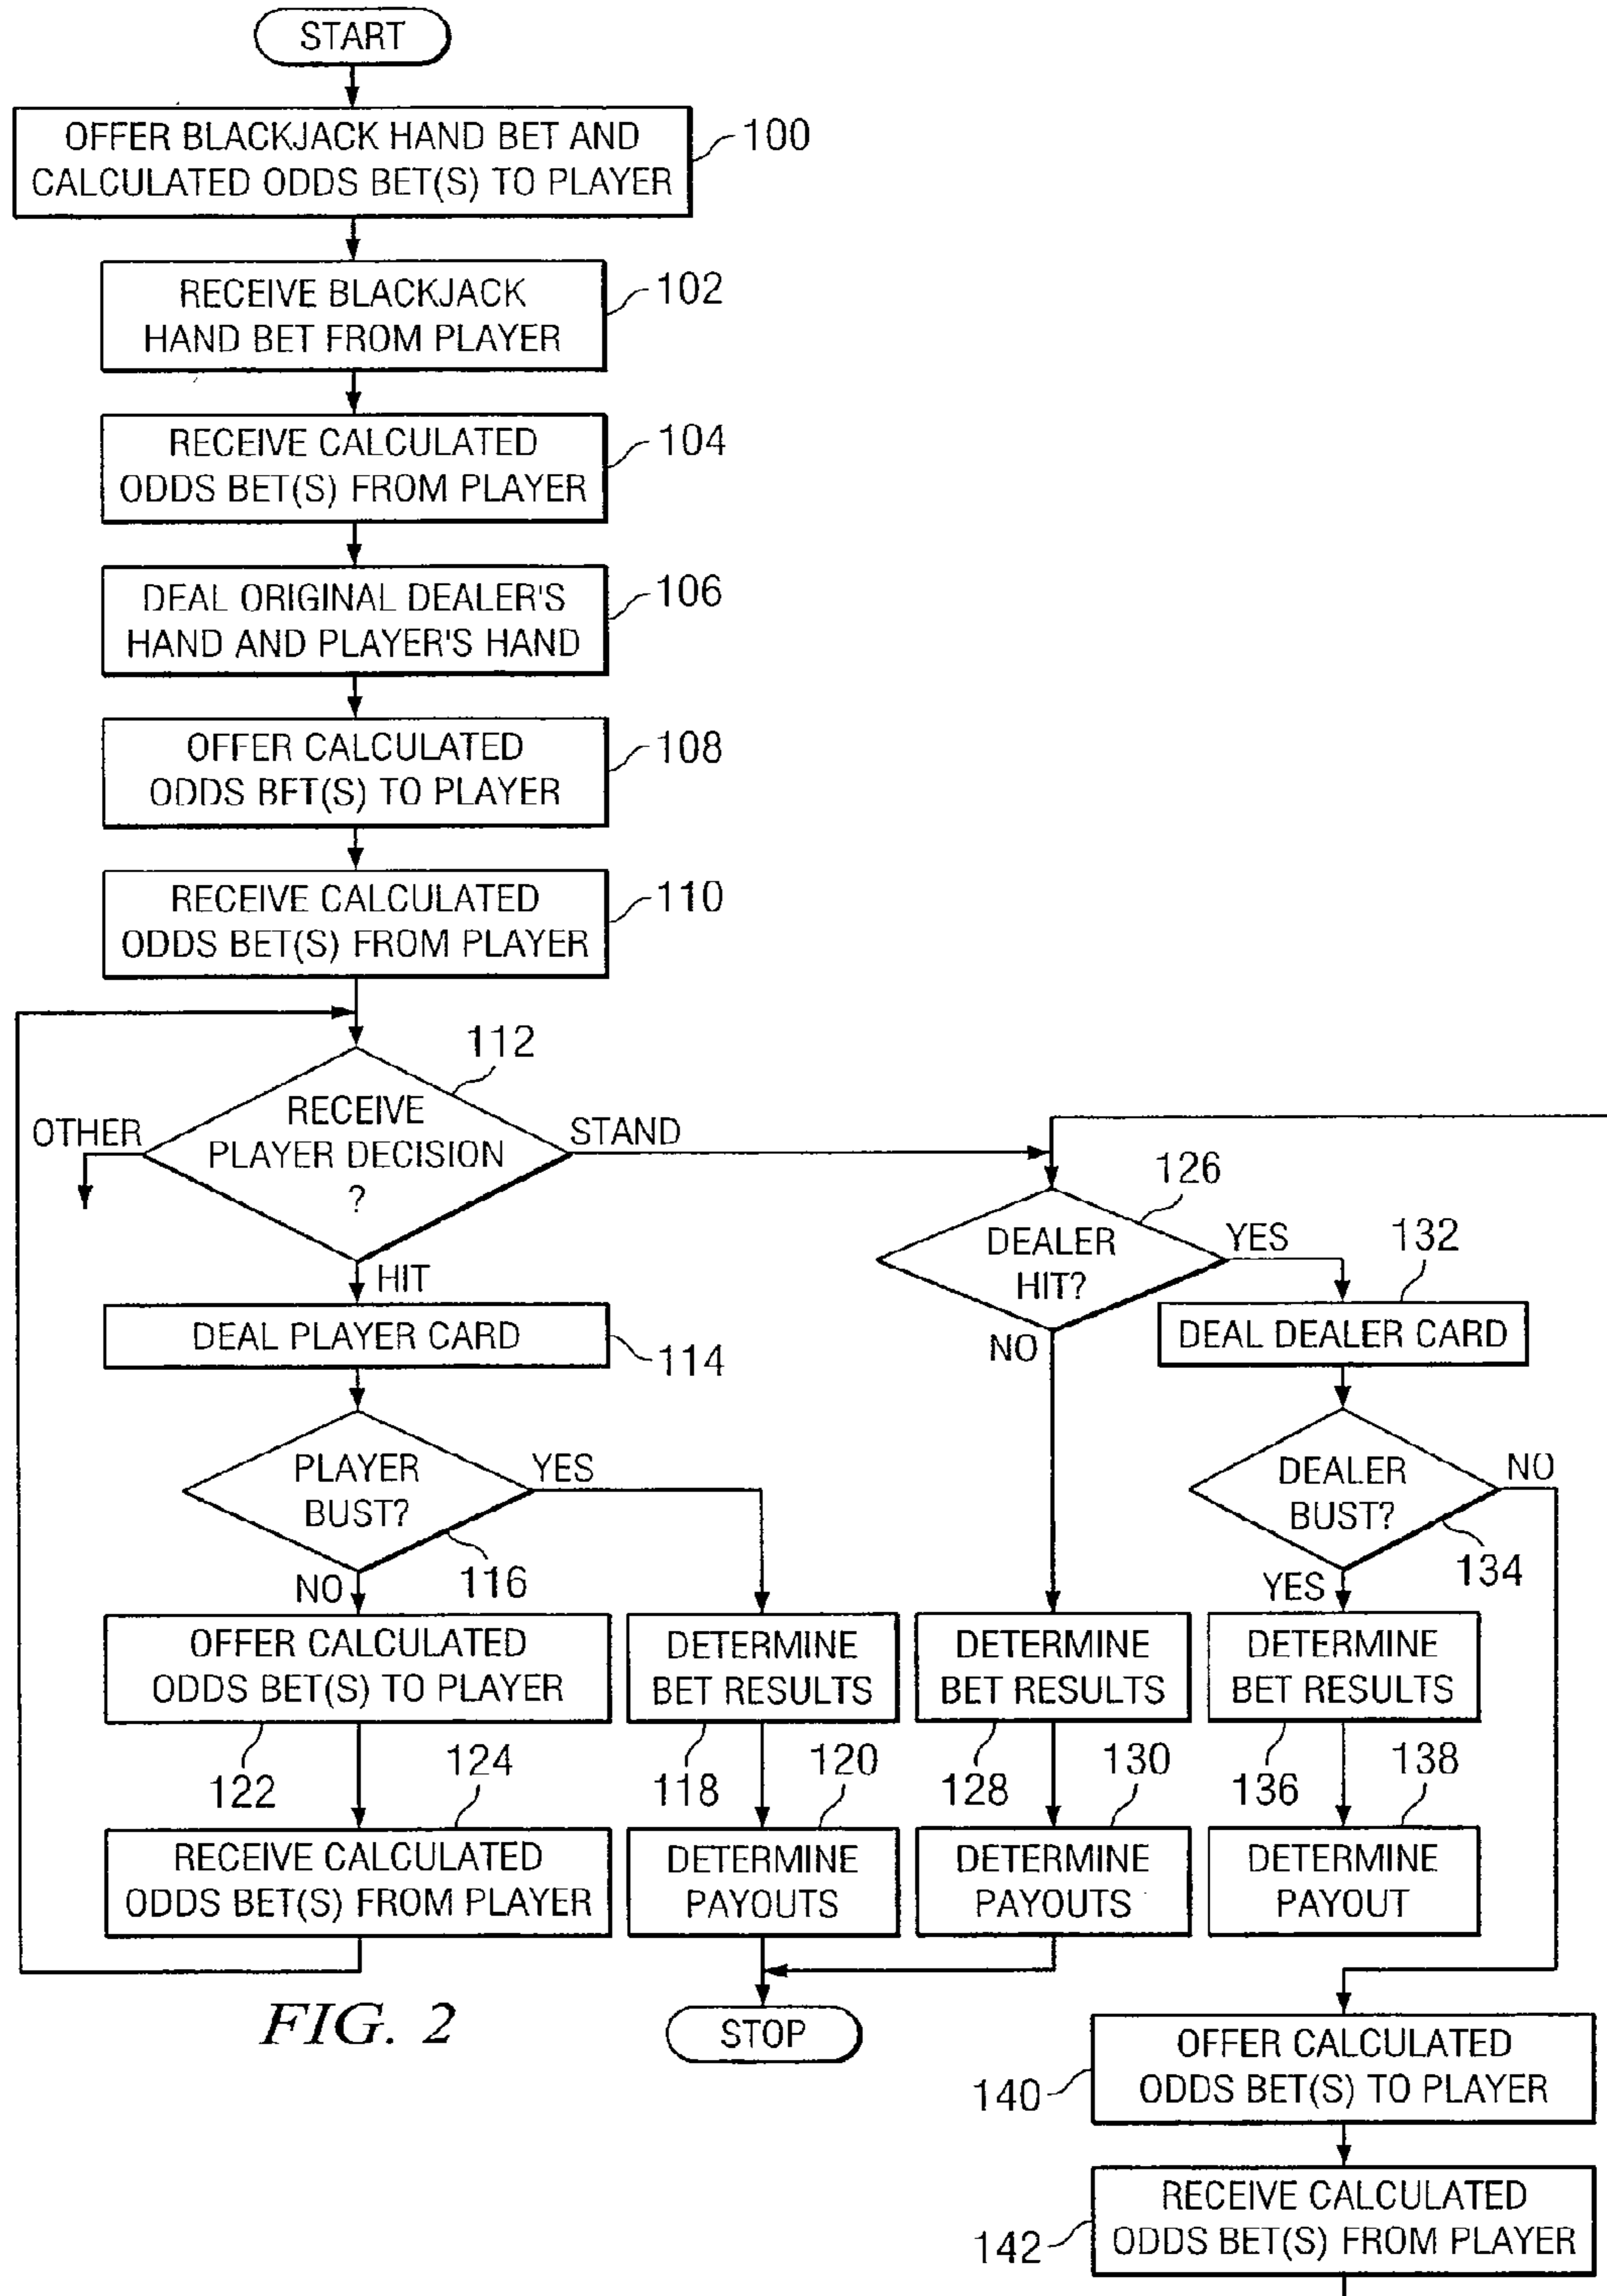 START
OFFER BLACKJACK HAND BET AND
CALCULATED ODDS BET(S) TO PLAYER
100
RECEIVE BLACKJACK
HAND BET FROM PLAYER
102
RECEIVE CALCULATED
ODDS BET(S) FROM PLAYER
104
DEAL ORIGINAL DEALER'S
HAND AND PLAYER'S HAND
106
OFFER CALCULATED
ODDS BET(S) TO PLAYER
108
RECEIVE CALCULATED
ODDS BET(S) FROM PLAYER
110
112
RECEIVE
PLAYER DECISION
?
OTHER
STAND
HIT
DEAL PLAYER CARD
114
PLAYER
BUST?
YES
116
NO
OFFER CALCULATED
ODDS BET(S) TO PLAYER
122
124
RECEIVE CALCULATED
ODDS BET(S) FROM PLAYER
DETERMINE
BET RESULTS
118
120
DETERMINE
PAYOUTS
126
DEALER
HIT?
YES
NO
132
DEAL DEALER CARD
DEALER
BUST?
NO
134
YES
DETERMINE
BET RESULTS
128
130
DETERMINE
PAYOUTS
DETERMINE
BET RESULTS
136
138
DETERMINE
PAYOUT
STOP
OFFER CALCULATED
ODDS BET(S) TO PLAYER
140
RECEIVE CALCULATED
ODDS BET(S) FROM PLAYER
142
FIG. 2